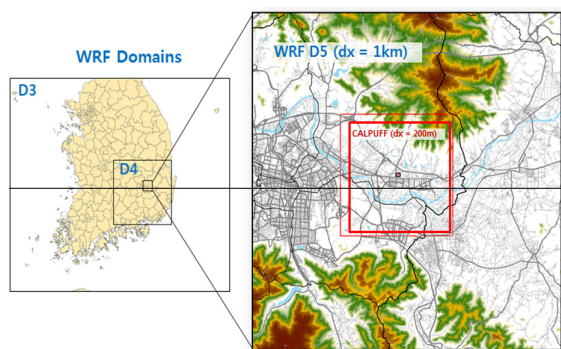 WRF Domains
D3
D4
WRF D5 (dx = 1km)
CALPUFF (dx = 200m)